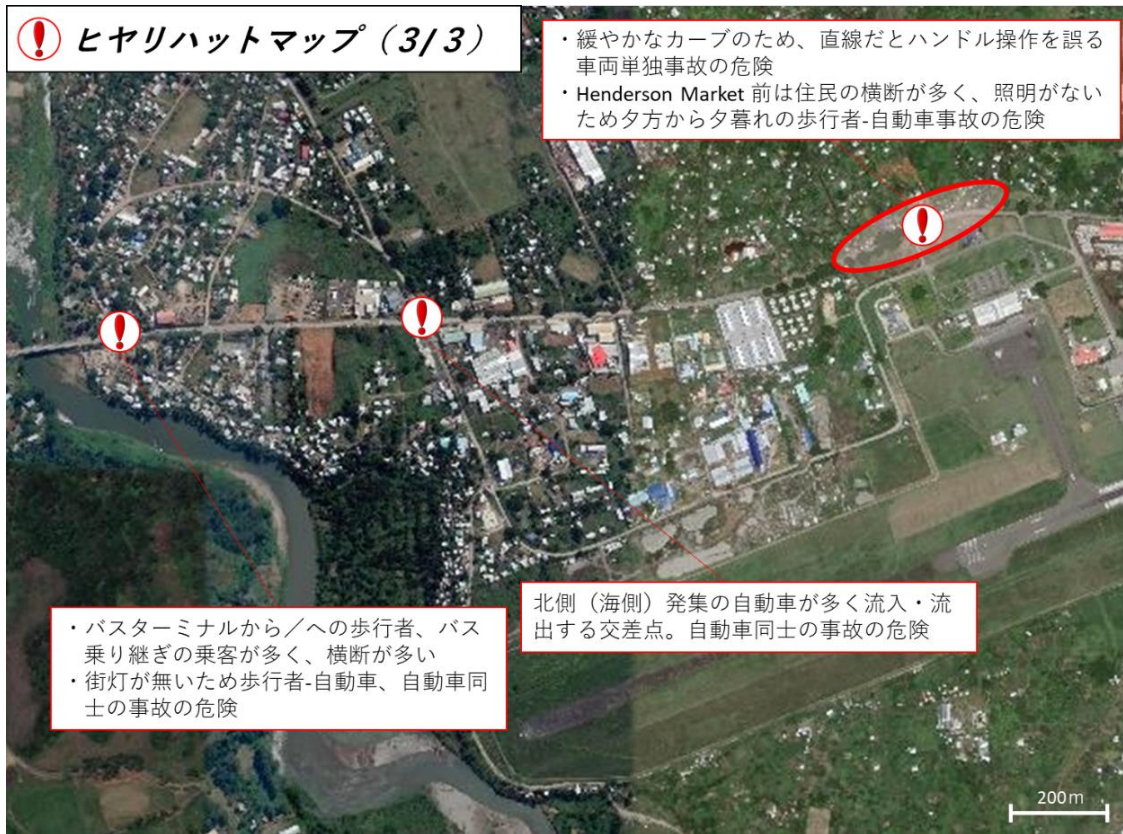 ヒヤリハットマップ（3/3）
・緩やかなカーブのため、直線だとハンドル操作を誤る
車両単独事故の危険
・Henderson Market 前は住民の横断が多く、照明がない
ため夕方から夕暮れの歩行者-自動車事故の危険
・バスターミナルから／への歩行者、バス
乗り継ぎの乗客が多く、横断が多い
・街灯が無いため歩行者-自動車、自動車同
士の事故の危険
北側（海側）発集の自動車が多く流入・流
出する交差点。自動車同士の事故の危険
200m